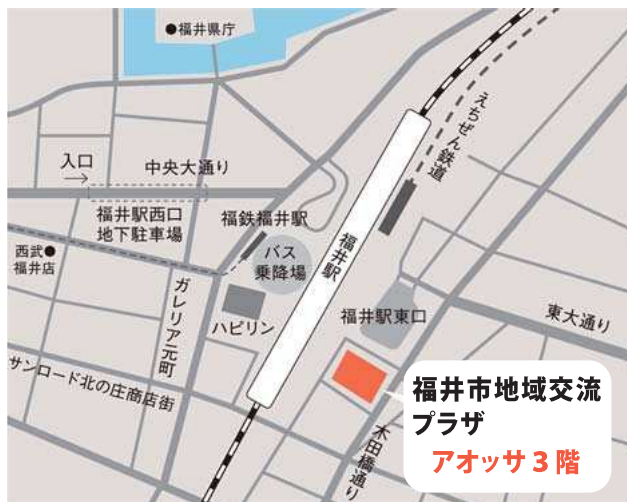 ●福井県庁
えちぜん鉄道
入口
→
中央大通り
福井駅西口
地下駐車場
福鉄福井駅
西武●
福井店
バス
乗降場
福井駅
ガレリア元町
ハピリン
福井駅東口
東大通り
サンロード北の庄商店街
木田橋通り
福井市地域交流
プラザ
アオッサ3階